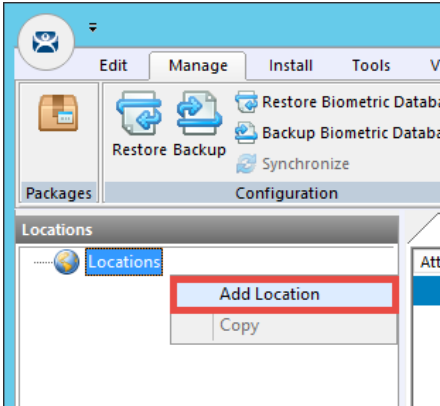 Edit Manage Install Tools V
Restore Biometric Databa
Restore Backup
Backup Biometric Databa
Synchronize
Packages Configuration
Locations
Att
Locations
Add Location
Copy